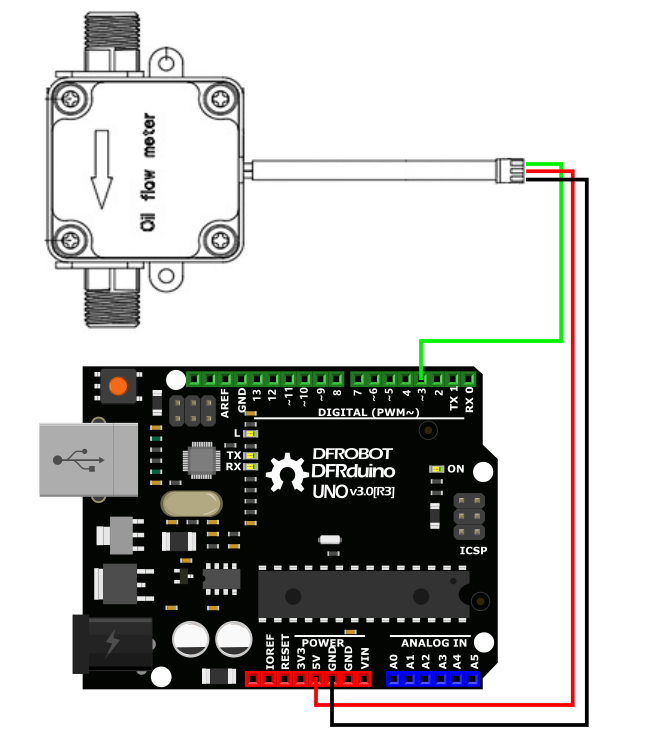 Oil flow meter
AREF
GND
13
12
~11
~10
~9
8
7
~6
~5
4
~3
2
TX 1
RX 0
DIGITAL (PWM~)
L
TX
RX
DFROBOT
DFRduino
UNO v3.0[R3]
ON
ICSP
POWER
ANALOG IN
IOREF
RESET
3V3
5V
GND
GND
VIN
A0
A1
A2
A3
A4
A5